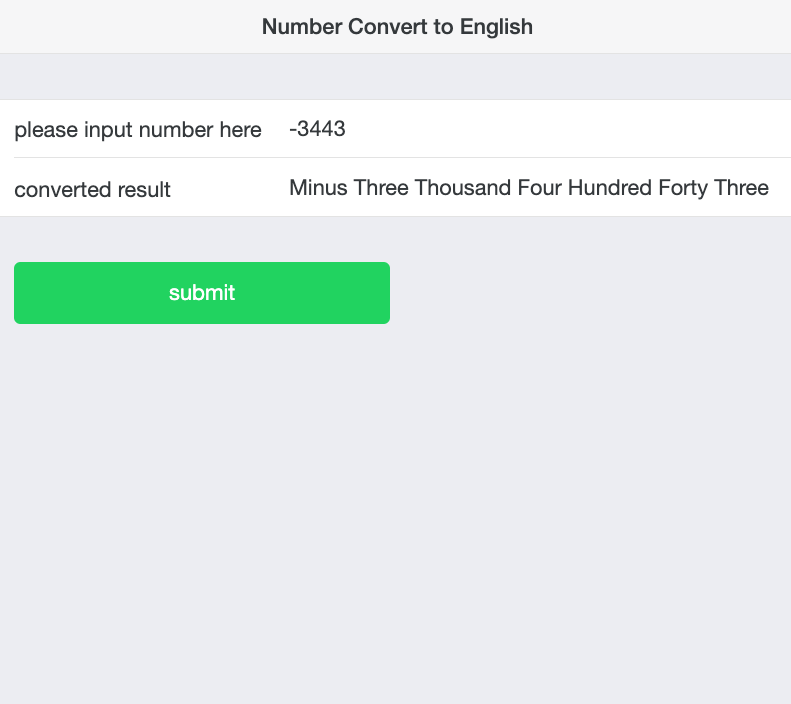 Number Convert to English
please input number here -3443
converted result Minus Three Thousand Four Hundred Forty Three
submit